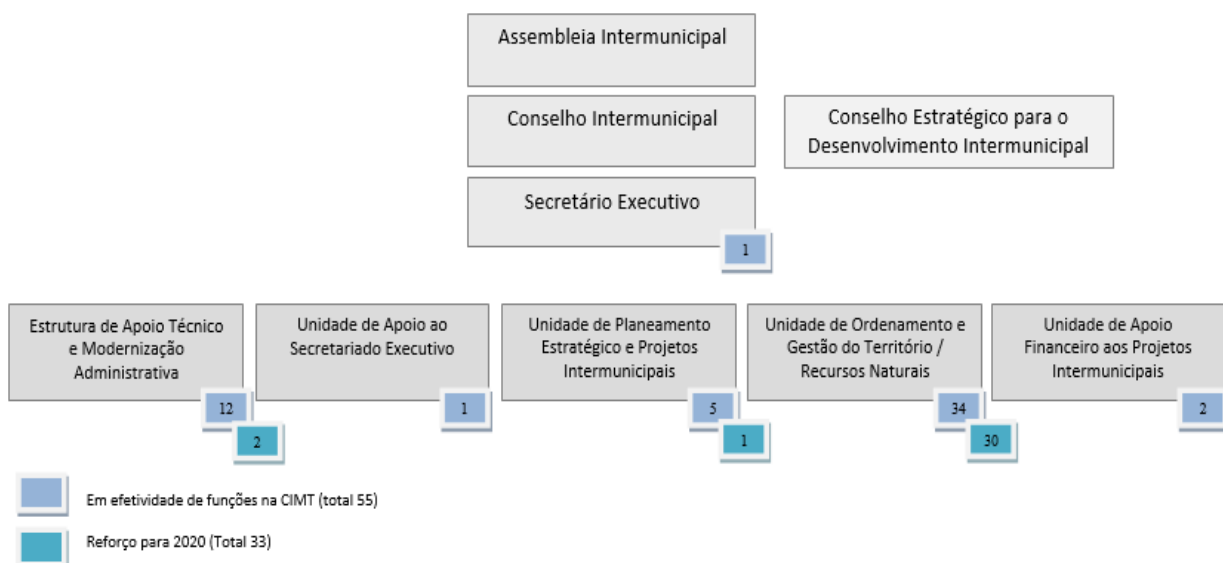 Assembleia Intermunicipal
Conselho Intermunicipal
Conselho Estratégico para o
Desenvolvimento Intermunicipal
Secretário Executivo
1
Estrutura de Apoio Técnico
e Modernização
Administrativa
12
2
Unidade de Apoio ao
Secretariado Executivo
1
Unidade de Planeamento
Estratégico e Projetos
Intermunicipais
5
1
Unidade de Ordenamento e
Gestão do Território /
Recursos Naturais
34
30
Unidade de Apoio
Financeiro aos Projetos
Intermunicipais
2
Em efetividade de funções na CIMT (total 55)
Reforço para 2020 (Total 33)